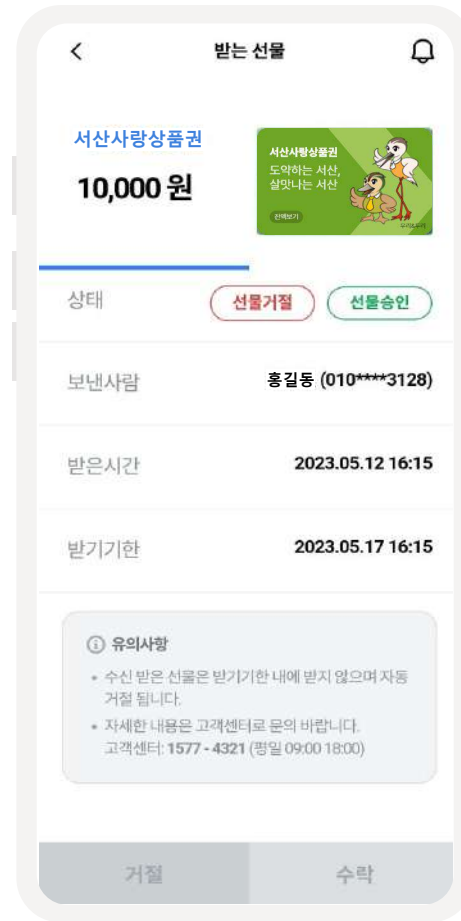 받는 선물
서산사랑상품권
10,000 원
서산사랑상품권
도약하는 서산,
살맛나는 서산
잔액보기
상태
선물거절
선물승인
보낸사람
홍길동 (010****3128)
받은시간
2023.05.12 16:15
받기기한
2023.05.17 16:15
유의사항
• 수신 받은 선물은 받기기한 내에 받지 않으며 자동
거절 됩니다.
• 자세한 내용은 고객센터로 문의 바랍니다.
고객센터: 1577 - 4321 (평일 09:00 18:00)
거절
수락